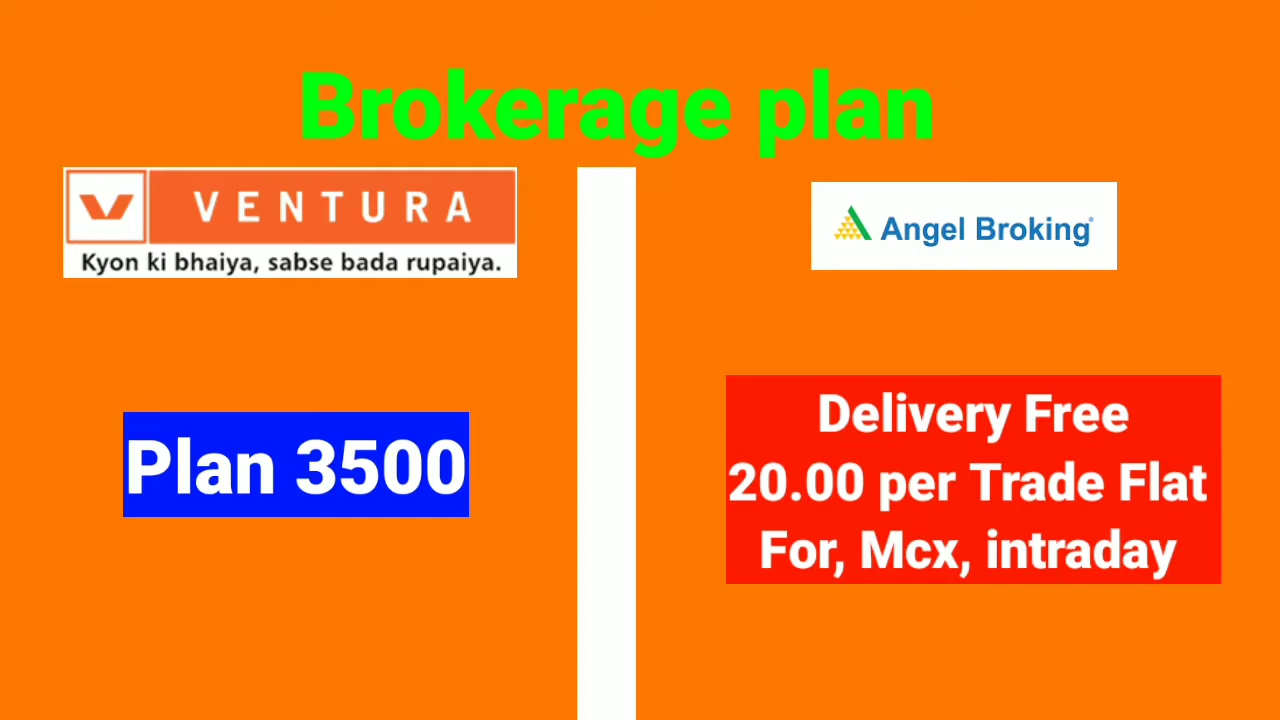 Brokerage plan
VENTURA
Kyon ki bhaiya, sabse bada rupaiya.
Plan 3500
Angel Broking
Delivery Free
20.00 per Trade Flat
For, Mcx, intraday